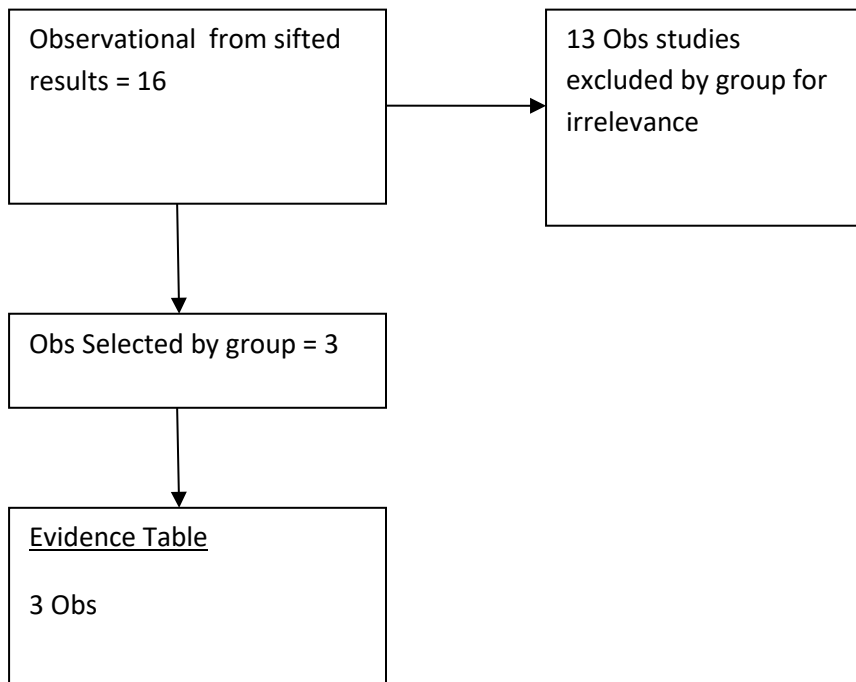 Observational  from sifted
results = 16
13 Obs studies
excluded by group for
irrelevance
Obs Selected by group = 3
Evidence Table
3 Obs